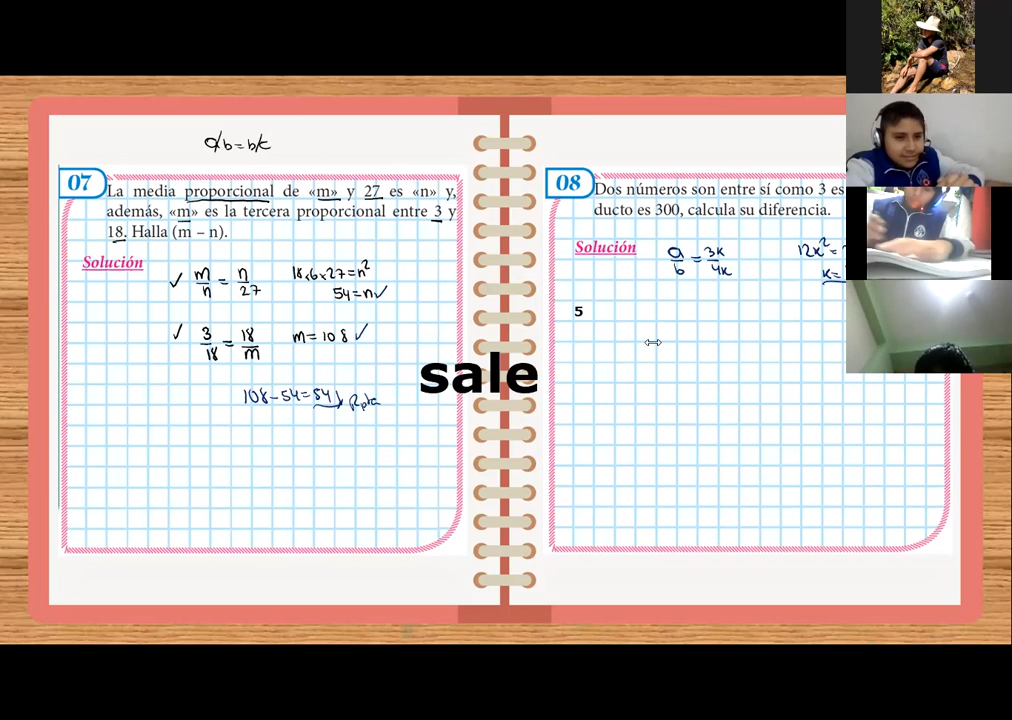 a/b = b/c
07
La media proporcional de «m» y 27 es «n» y,
además, «m» es la tercera proporcional entre 3 y
18. Halla (m – n).
Solución
✓ m/n = n/27
18×6×27 = n²
54 = n ✓
✓ 3/18 = 18/m
m = 108 ✓
108 – 54 = 54 Rpta
sale
08
Dos números son entre sí como 3 es
ducto es 300, calcula su diferencia.
Solución
a/b = 3k/4k
12k² =
k =
5